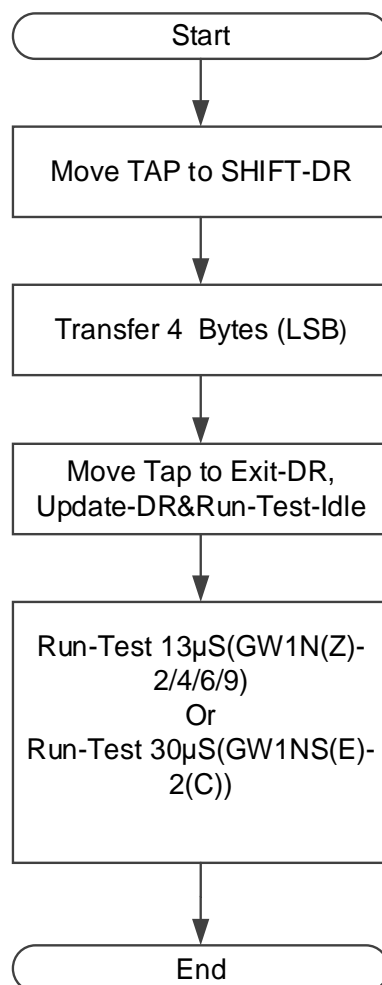 Start
Move TAP to SHIFT-DR
Transfer 4  Bytes (LSB)
Move Tap to Exit-DR,
Update-DR&Run-Test-Idle
Run-Test 13µS(GW1N(Z)-
2/4/6/9)
Or
Run-Test 30µS(GW1NS(E)-
2(C))
End